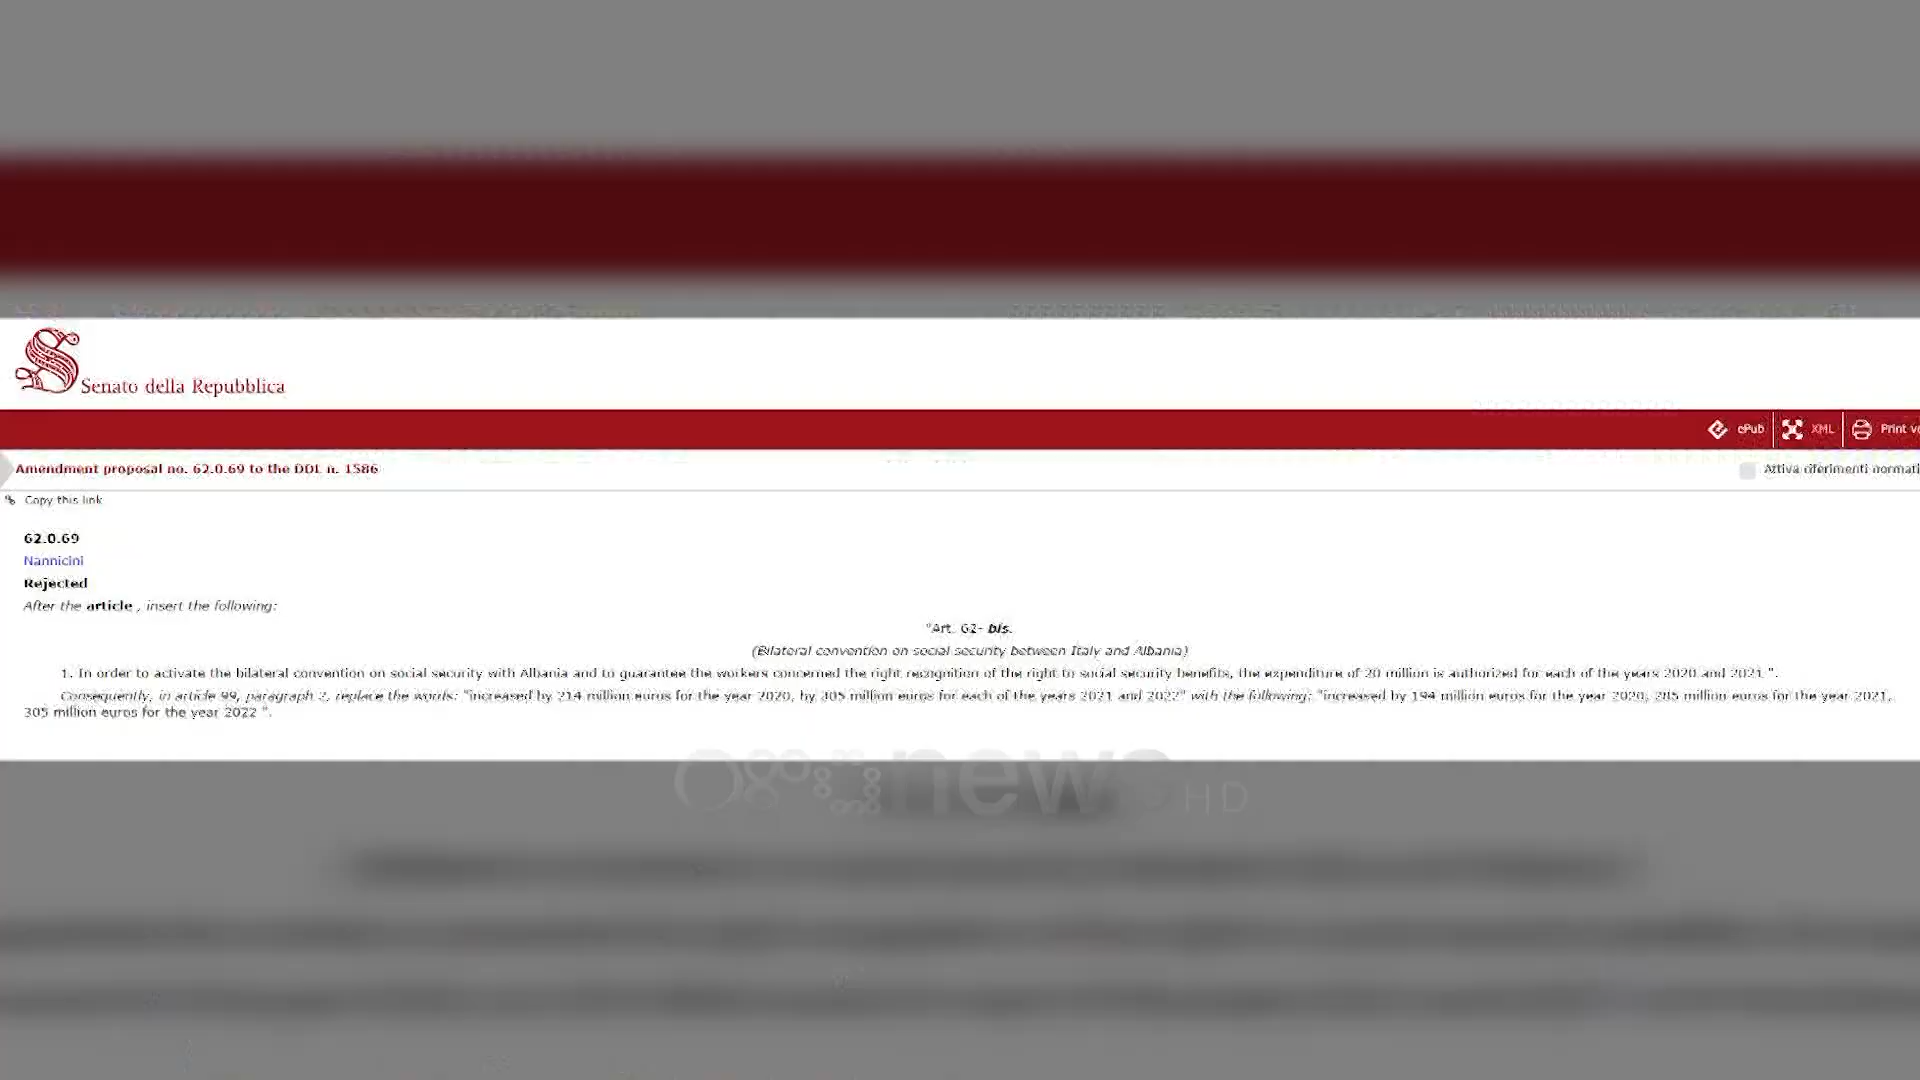 Senato della Repubblica
ePub
XML
Print
Amendment proposal no. 62.0.69 to the DDL n. 1586
Attiva riferimenti normati
Copy this link
62.0.69
Nannicini
Rejected
After the article , insert the following:
"Art. 62- bis.
(Bilateral convention on social security between Italy and Albania)
1. In order to activate the bilateral convention on social security with Albania and to guarantee the workers concerned the right recognition of the right to social security benefits, the expenditure of 20 million is authorized for each of the years 2020 and 2021 ".
Consequently, in article 99, paragraph 2, replace the words: "increased by 214 million euros for the year 2020, by 305 million euros for each of the years 2021 and 2022" with the following: "increased by 194 million euros for the year 2020, 285 million euros for the year 2021,
305 million euros for the year 2022 ".
news HD